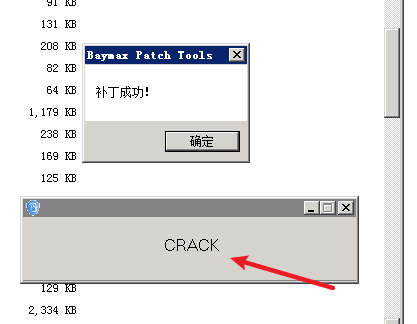 91 KB
131 KB
208 KB
Baymax Patch Tools
82 KB
补丁成功!
64 KB
1,179 KB
238 KB
确定
169 KB
125 KB
CRACK
129 KB
2,334 KB